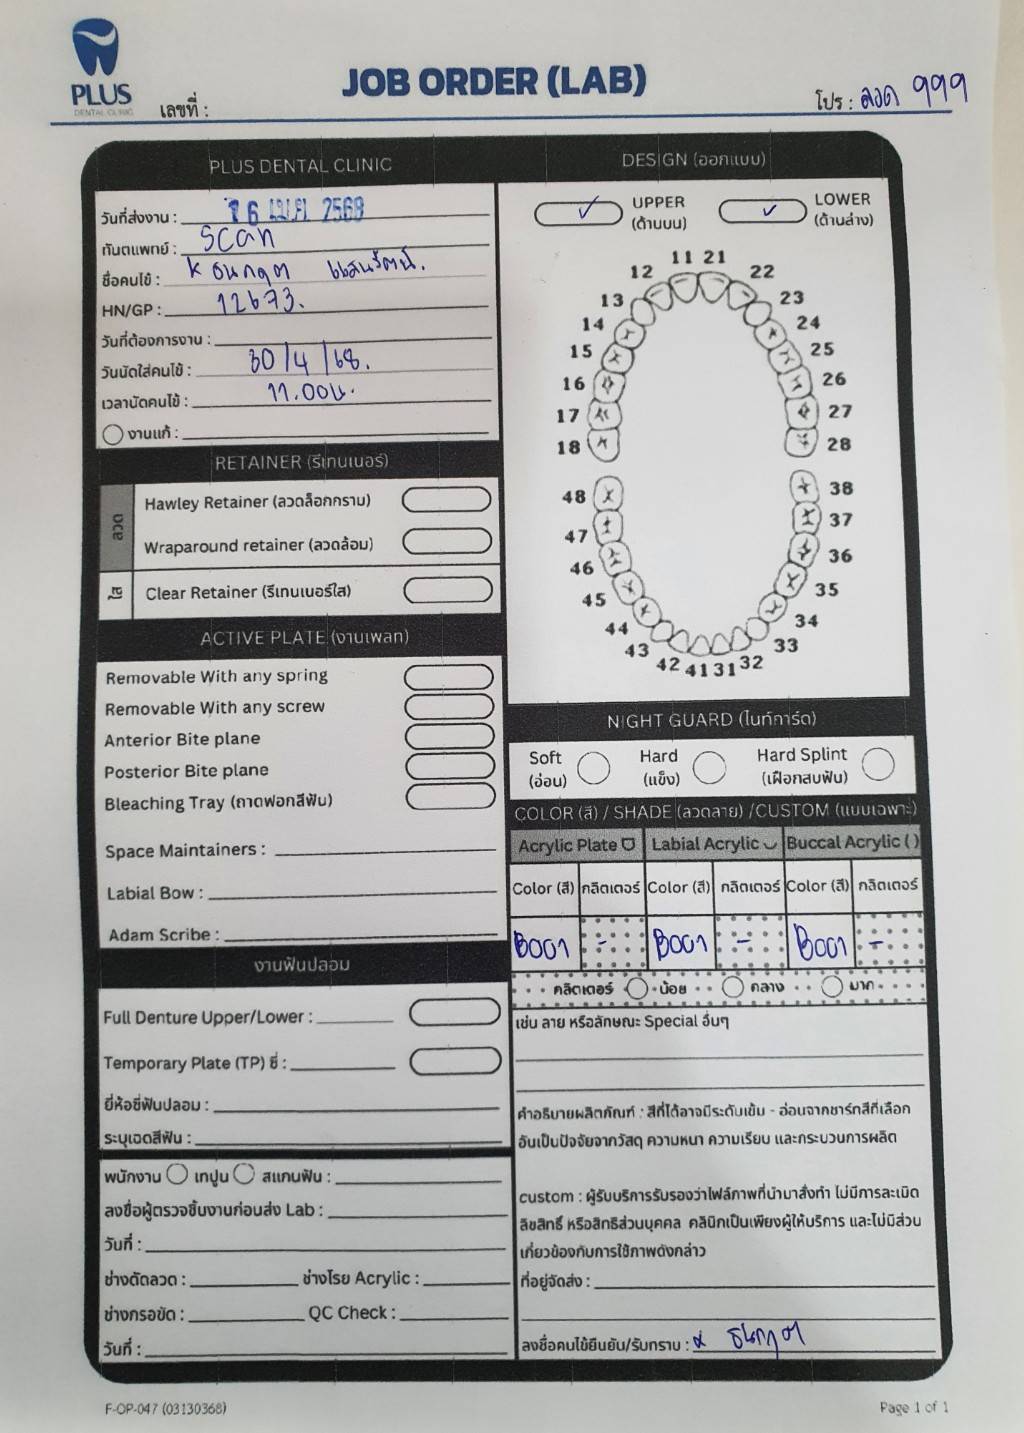 PLUS
DENTAL CLINIC
เลขที่ :
JOB ORDER (LAB)
โปร : ลวด 999
PLUS DENTAL CLINIC
วันที่ส่งงาน : 16 เม.ย. 2568
ทันตแพทย์ : Scan
ชื่อคนไข้ : K ธนกฤต แสนรัตน์.
HN/GP : 12673.
วันที่ต้องการงาน :
วันนัดใส่คนไข้ : 30/4/68.
เวลานัดคนไข้ : 11.00น.
งานแก้ :
RETAINER (รีเทนเนอร์)
ลวด
Hawley Retainer (ลวดล็อกกราม)
Wraparound retainer (ลวดล้อม)
ใส
Clear Retainer (รีเทนเนอร์ใส)
ACTIVE PLATE (งานเพลท)
Removable With any spring
Removable With any screw
Anterior Bite plane
Posterior Bite plane
Bleaching Tray (ถาดฟอกสีฟัน)
Space Maintainers :
Labial Bow :
Adam Scribe :
งานฟันปลอม
Full Denture Upper/Lower :
Temporary Plate (TP) ซี่ :
ยี่ห้อซี่ฟันปลอม :
ระบุเฉดสีฟัน :
พนักงาน เทปูน สแกนฟัน :
ลงชื่อผู้ตรวจชิ้นงานก่อนส่ง Lab :
วันที่ :
ช่างดัดลวด : ช่างโรย Acrylic :
ช่างกรอขัด : QC Check :
วันที่ :
DESIGN (ออกแบบ)
UPPER
(ด้านบน)
LOWER
(ด้านล่าง)
11 21
12 22
13 23
14 24
15 25
16 26
17 27
18 28
48 38
47 37
46 36
45 35
44 34
43 33
42 41 31 32
NIGHT GUARD (ไนท์การ์ด)
Soft
(อ่อน)
Hard
(แข็ง)
Hard Splint
(เฝือกสบฟัน)
COLOR (สี) / SHADE (ลวดลาย) /CUSTOM (แบบเฉพาะ)
Acrylic Plate Labial Acrylic Buccal Acrylic ( )
Color (สี) กลิตเตอร์ Color (สี) กลิตเตอร์ Color (สี) กลิตเตอร์
B001 - B001 - B001 -
กลิตเตอร์ น้อย กลาง มาก
เช่น ลาย หรือลักษณะ Special อื่นๆ
คำอธิบายผลิตภัณฑ์ : สีที่ได้อาจมีระดับเข้ม - อ่อนจากชาร์ทสีที่เลือก
อันเป็นปัจจัยจากวัสดุ ความหนา ความเรียบ และกระบวนการผลิต
custom : ผู้รับบริการรับรองว่าไฟล์ภาพที่นำมาสั่งทำ ไม่มีการละเมิด
ลิขสิทธิ์ หรือสิทธิส่วนบุคคล คลินิกเป็นเพียงผู้ให้บริการ และไม่มีส่วน
เกี่ยวข้องกับการใช้ภาพดังกล่าว
ที่อยู่จัดส่ง :
ลงชื่อคนไข้ยืนยัน/รับทราบ : x ธนกฤต
F-OP-047 (03130368)
Page 1 of 1